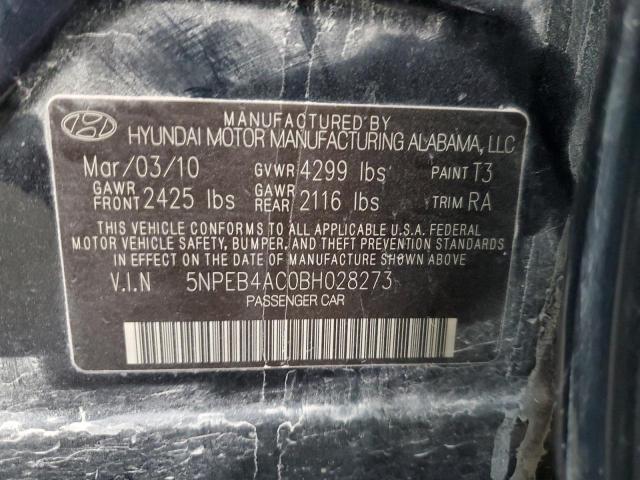 MANUFACTURED BY
HYUNDAI MOTOR MANUFACTURING ALABAMA, LLC
Mar/03/10 GVWR 4299 lbs PAINT T3
GAWR FRONT 2425 lbs GAWR REAR 2116 lbs TRIM RA
THIS VEHICLE CONFORMS TO ALL APPLICABLE U.S.A. FEDERAL
MOTOR VEHICLE SAFETY, BUMPER, AND THEFT PREVENTION STANDARDS
IN EFFECT ON THE DATE OF MANUFACTURE SHOWN ABOVE
V.I.N 5NPEB4AC0BH028273
PASSENGER CAR